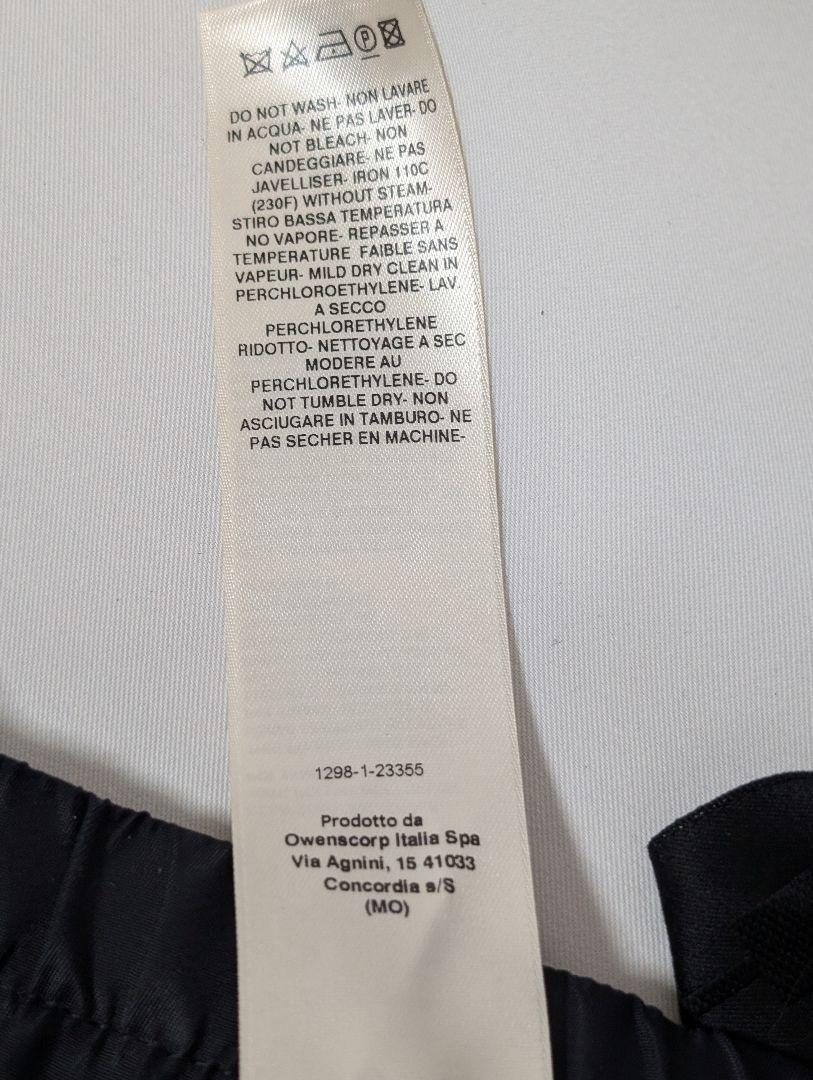 P
DO NOT WASH- NON LAVARE
IN ACQUA- NE PAS LAVER- DO
NOT BLEACH- NON
CANDEGGIARE- NE PAS
JAVELLISER- IRON 110C
(230F) WITHOUT STEAM-
STIRO BASSA TEMPERATURA
NO VAPORE- REPASSER A
TEMPERATURE FAIBLE SANS
VAPEUR- MILD DRY CLEAN IN
PERCHLOROETHYLENE- LAV.
A SECCO
PERCHLORETHYLENE
RIDOTTO- NETTOYAGE A SEC
MODERE AU
PERCHLORETHYLENE- DO
NOT TUMBLE DRY- NON
ASCIUGARE IN TAMBURO- NE
PAS SECHER EN MACHINE-
1298-1-23355
Prodotto da
Owenscorp Italia Spa
Via Agnini, 15 41033
Concordia s/S
(MO)